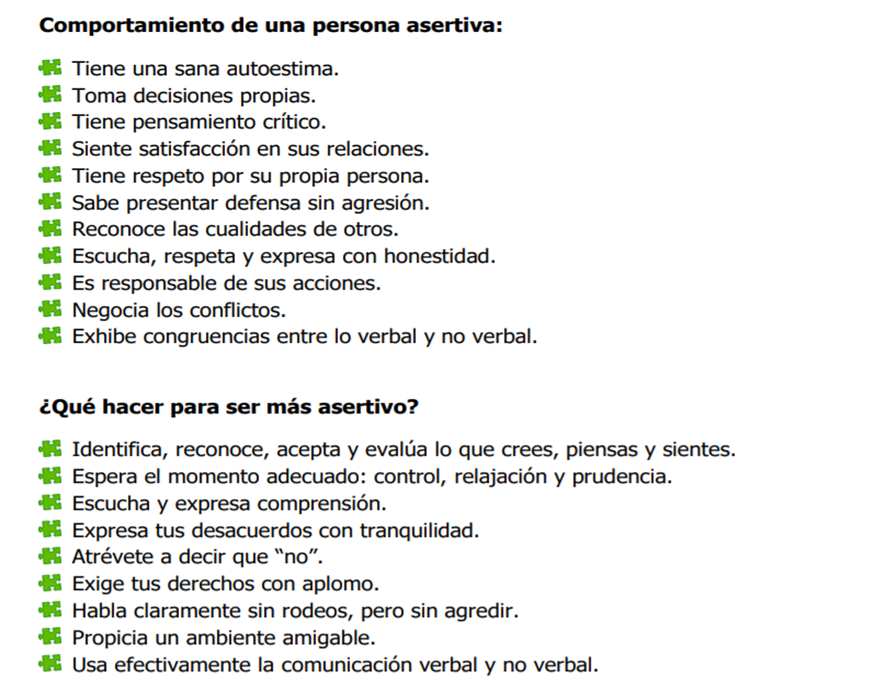 Comportamiento de una persona asertiva:
Tiene una sana autoestima.
Toma decisiones propias.
Tiene pensamiento crítico.
Siente satisfacción en sus relaciones.
Tiene respeto por su propia persona.
Sabe presentar defensa sin agresión.
Reconoce las cualidades de otros.
Escucha, respeta y expresa con honestidad.
Es responsable de sus acciones.
Negocia los conflictos.
Exhibe congruencias entre lo verbal y no verbal.
¿Qué hacer para ser más asertivo?
Identifica, reconoce, acepta y evalúa lo que crees, piensas y sientes.
Espera el momento adecuado: control, relajación y prudencia.
Escucha y expresa comprensión.
Expresa tus desacuerdos con tranquilidad.
Atrévete a decir que “no”.
Exige tus derechos con aplomo.
Habla claramente sin rodeos, pero sin agredir.
Propicia un ambiente amigable.
Usa efectivamente la comunicación verbal y no verbal.